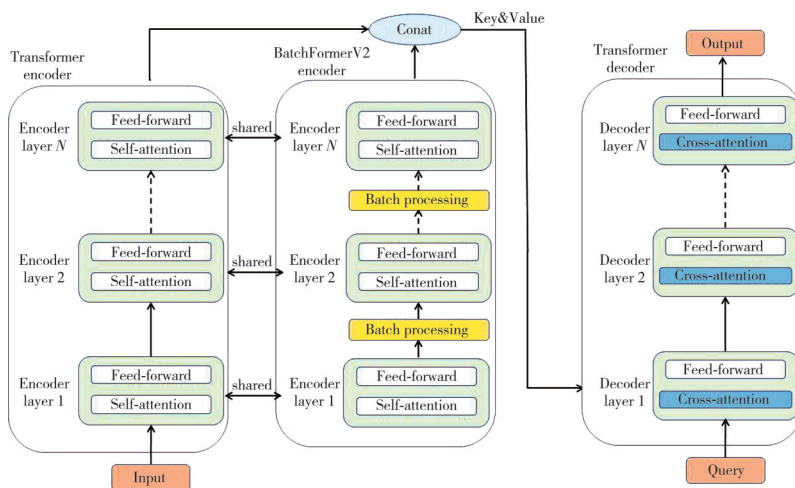 Conat
Key&Value
Transformer
encoder
BatchFormerV2
encoder
Transformer
decoder
Output
Encoder
layer N
Feed-forward
Self-attention
shared
Encoder
layer N
Feed-forward
Self-attention
Decoder
layer N
Feed-forward
Cross-attention
Batch processing
Encoder
layer 2
Feed-forward
Self-attention
shared
Encoder
layer 2
Feed-forward
Self-attention
Decoder
layer 2
Feed-forward
Cross-attention
Batch processing
Encoder
layer 1
Feed-forward
Self-attention
shared
Encoder
layer 1
Feed-forward
Self-attention
Decoder
layer 1
Feed-forward
Cross-attention
Input
Query